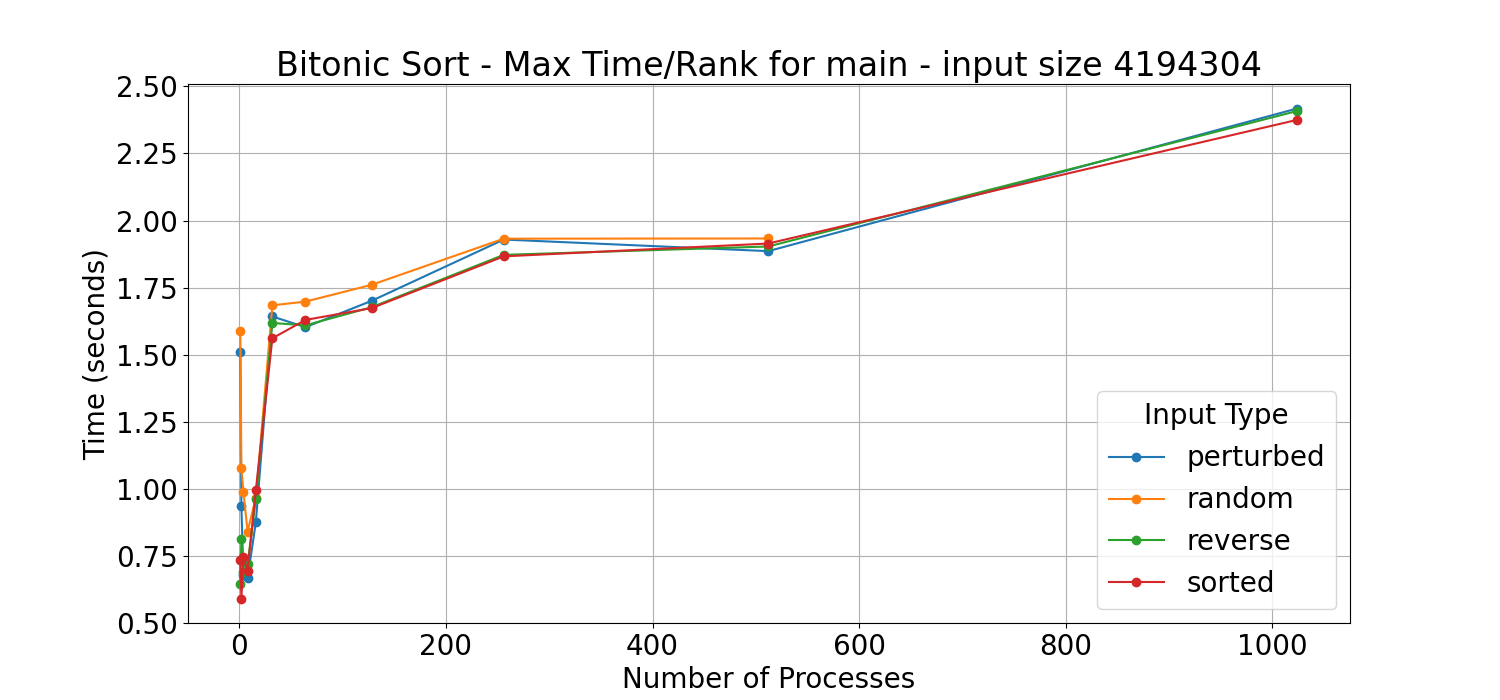 Bitonic Sort - Max Time/Rank for main - input size 4194304
2.50
2.25
2.00
1.75
1.50
1.25
1.00
0.75
0.50
Time (seconds)
0 200 400 600 800 1000
Number of Processes
Input Type
perturbed
random
reverse
sorted